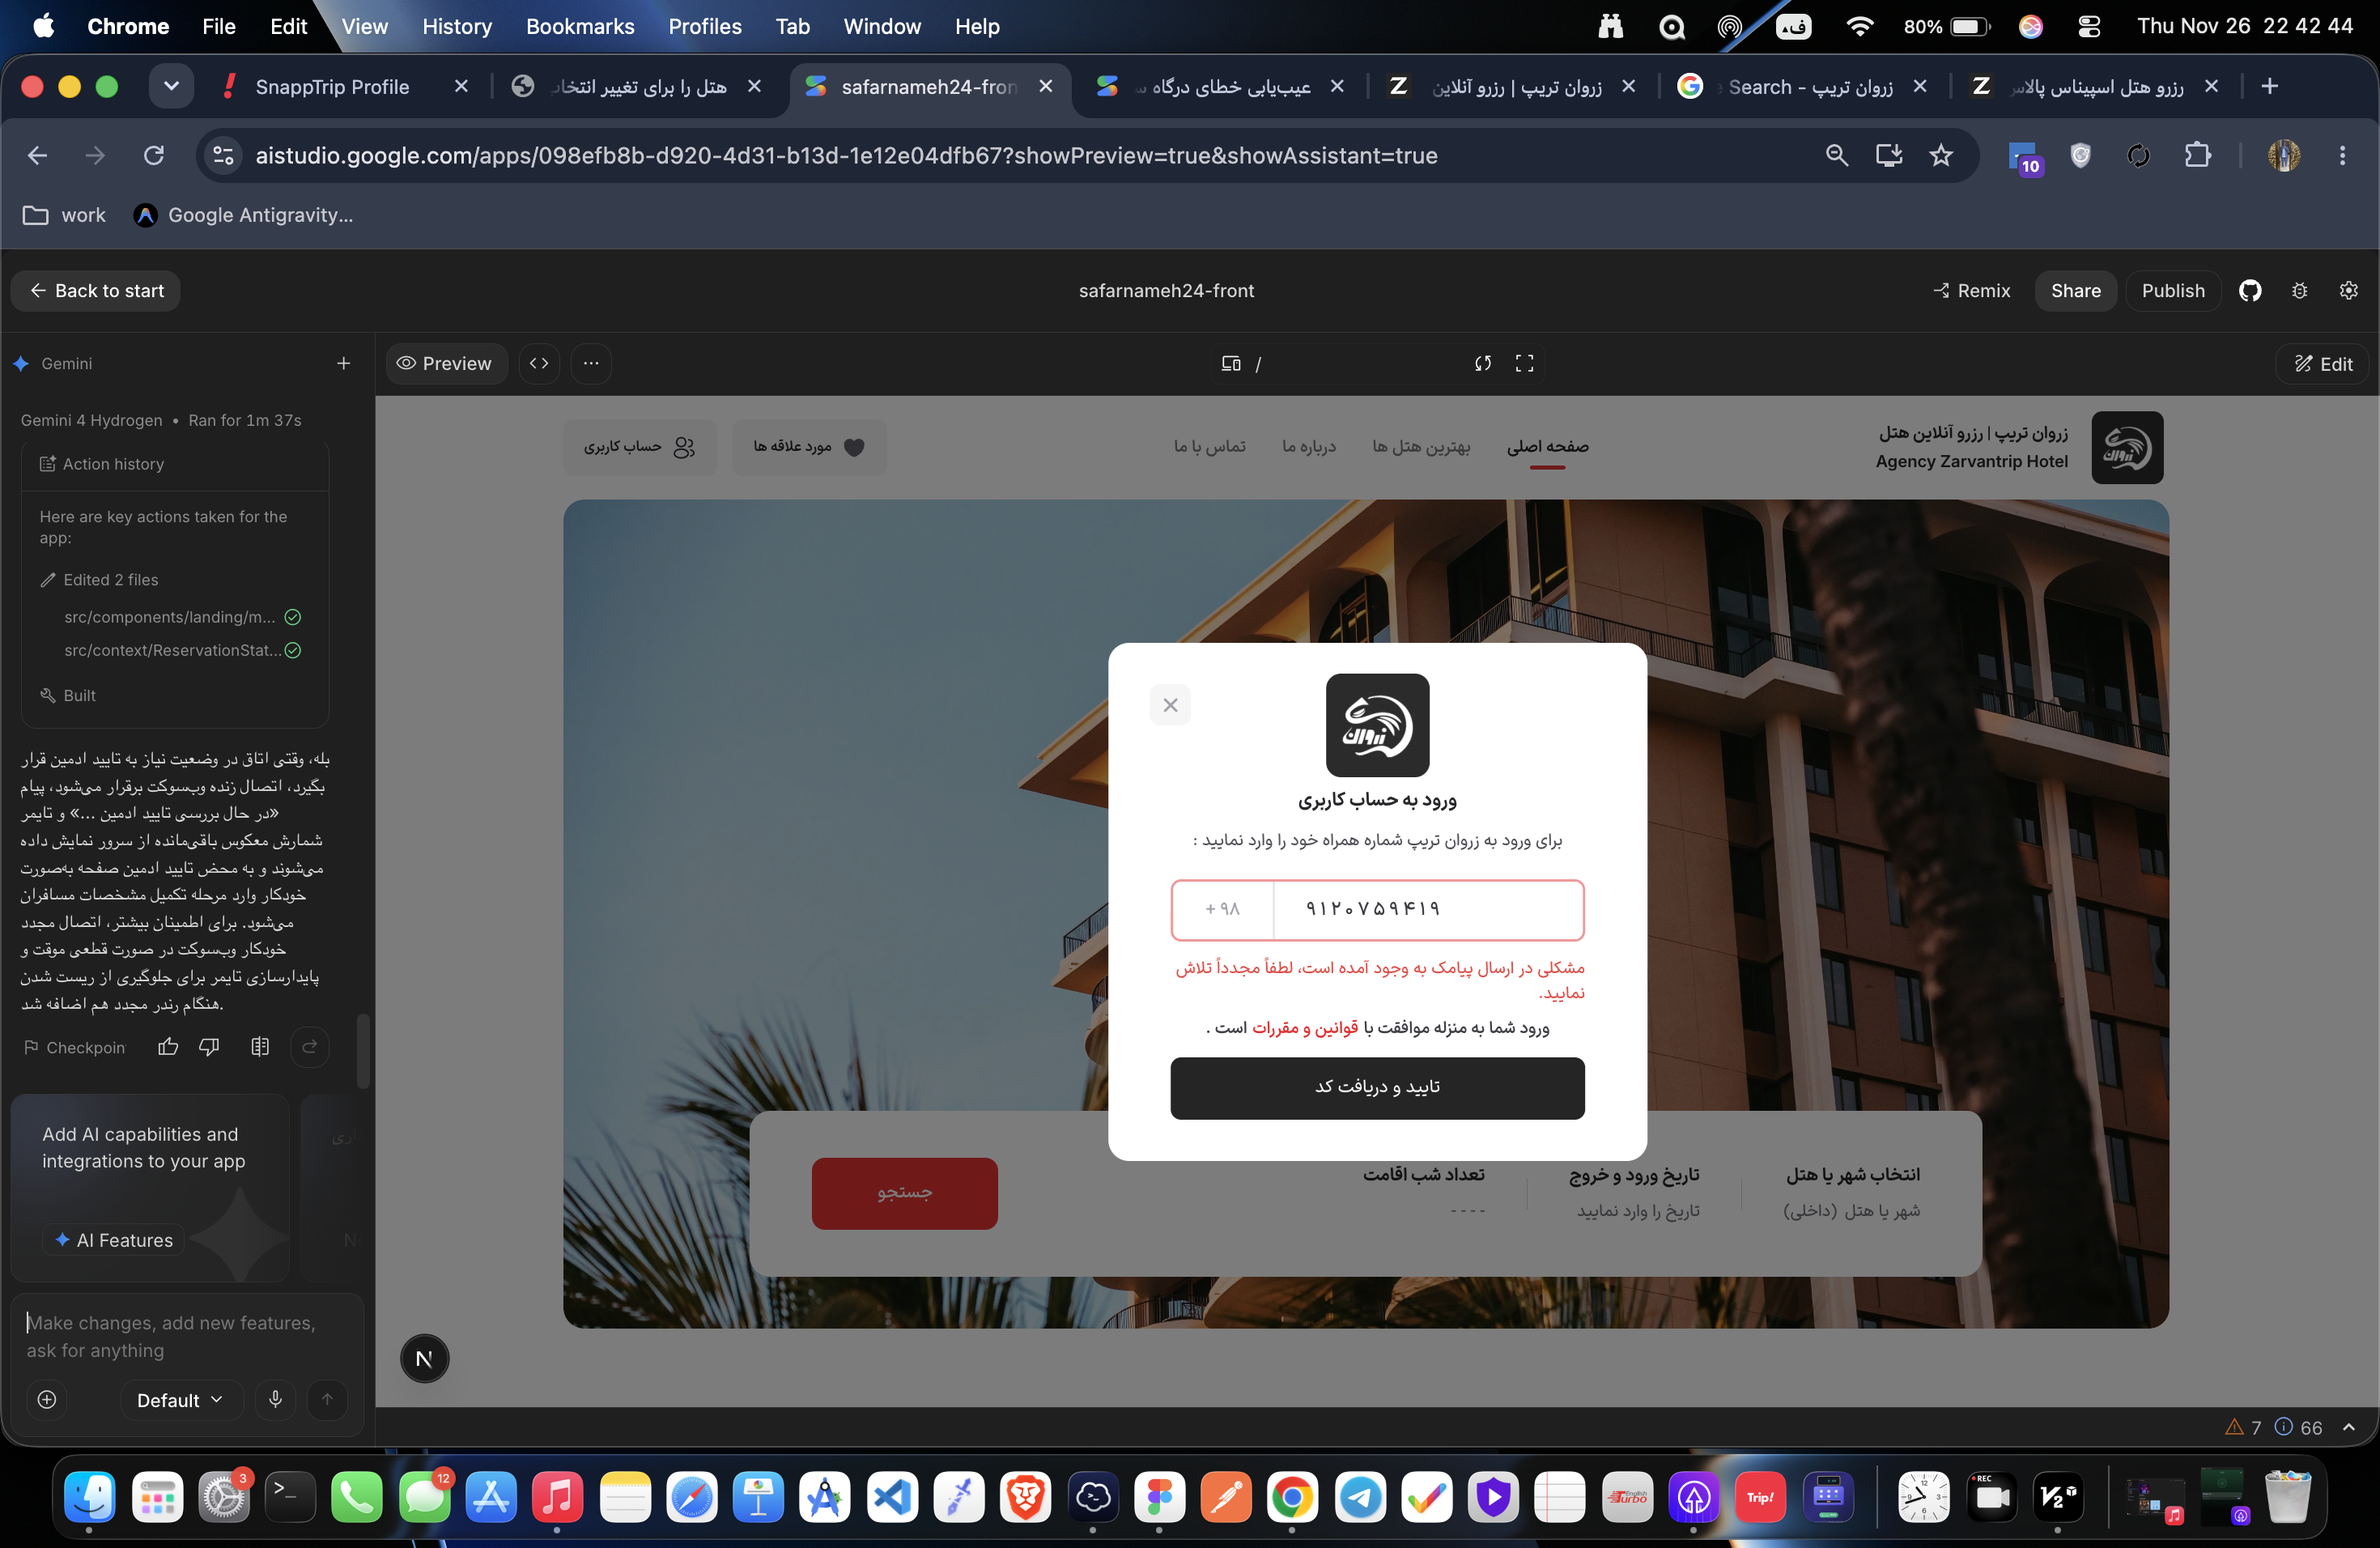 Chrome File Edit View History Bookmarks Profiles Tab Window Help
80% Thu Nov 26 22 42 44
SnappTrip Profile
هتل را برای تغییر انتخاب
safarnameh24-fron
عیب‌یابی خطای درگاه س
زروان تریپ | رزرو آنلاین
زروان تریپ - Search
رزرو هتل اسپیناس پالاس
aistudio.google.com/apps/098efb8b-d920-4d31-b13d-1e12e04dfb67?showPreview=true&showAssistant=true
10
work
Google Antigravity...
Back to start
safarnameh24-front
Remix
Share
Publish
Gemini
Preview
/
Edit
Gemini 4 Hydrogen • Ran for 1m 37s
Action history
Here are key actions taken for the
app:
Edited 2 files
src/components/landing/m...
src/context/ReservationStat...
Built
بله، وقتی اتاق در وضعیت نیاز به تایید ادمین قرار
بگیرد، اتصال زنده وب‌سوکت برقرار می‌شود، پیام
«در حال بررسی تایید ادمین ...» و تایمر
شمارش معکوس باقی‌مانده از سرور نمایش داده
می‌شوند و به محض تایید ادمین صفحه به‌صورت
خودکار وارد مرحله تکمیل مشخصات مسافران
می‌شود. برای اطمینان بیشتر، اتصال مجدد
خودکار وب‌سوکت در صورت قطعی موقت و
پایدارسازی تایمر برای جلوگیری از ریست شدن
هنگام رندر مجدد هم اضافه شد.
Checkpoin
Add AI capabilities and
integrations to your app
AI Features
Make changes, add new features,
ask for anything
Default
زروان تریپ | رزرو آنلاین هتل
Agency Zarvantrip Hotel
زروان
صفحه اصلی
بهترین هتل ها
درباره ما
تماس با ما
مورد علاقه ها
حساب کاربری
زروان
ورود به حساب کاربری
برای ورود به زروان تریپ شماره همراه خود را وارد نمایید :
+۹۸
۹۱۲۰۷۵۹۴۱۹
مشکلی در ارسال پیامک به وجود آمده است، لطفاً مجدداً تلاش
نمایید.
ورود شما به منزله موافقت با قوانین و مقررات است .
تایید و دریافت کد
انتخاب شهر یا هتل
شهر یا هتل (داخلی)
تاریخ ورود و خروج
تاریخ را وارد نمایید
تعداد شب اقامت
----
جستجو
N
7
66
3
12
English
Turbo
Trip!
REC
V2